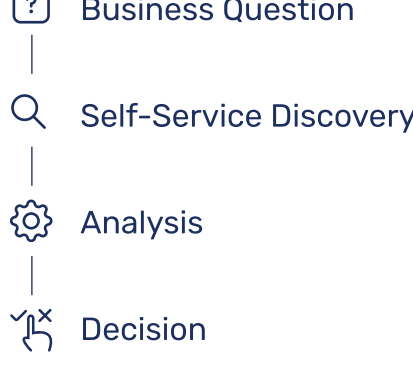 Business Question
Self-Service Discovery
Analysis
Decision